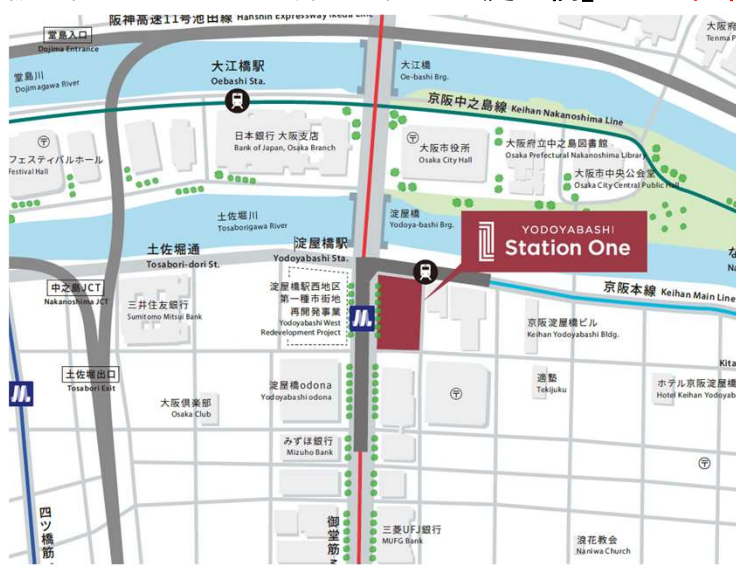 阪神高速11号池田線 Hanshin Expressway Ikeda Line
堂島入口
Dojima Entrance
堂島川
Dojimagawa River
大江橋駅
Oebashi Sta.
大江橋
Oe-bashi Brg.
京阪中之島線 Keihan Nakanoshima Line
フェスティバルホール
Festival Hall
日本銀行 大阪支店
Bank of Japan, Osaka Branch
大阪市役所
Osaka City Hall
大阪府立中之島図書館
Osaka Prefectural Nakanoshima Library
大阪市中央公会堂
Osaka City Central Public Hall
土佐堀川
Tosaborigawa River
淀屋橋
Yodoya-bashi Brg.
YODOYABASHI
Station One
土佐堀通
Tosabori-dori St.
淀屋橋駅
Yodoyabashi Sta.
中之島JCT
Nakanoshima JCT
三井住友銀行
Sumitomo Mitsui Bank
淀屋橋駅西地区
第一種市街地
再開発事業
Yodoyabashi West
Redevelopment Project
京阪本線 Keihan Main Line
京阪淀屋橋ビル
Keihan Yodoyabashi Bldg.
土佐堀出口
Tosabori Exit
大阪倶楽部
Osaka Club
淀屋橋odona
Yodoyabashi odona
適塾
Tekijuku
Kita
ホテル京阪淀屋橋
Hotel Keihan Yodoyab
みずほ銀行
Mizuho Bank
四ツ橋筋
御堂筋
三菱UFJ銀行
MUFG Bank
浪花教会
Naniwa Church